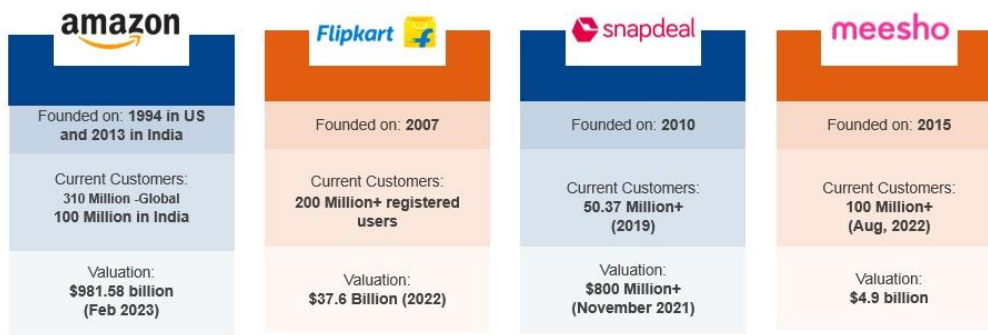 amazon
Founded on: 1994 in US
and 2013 in India
Current Customers:
310 Million -Global
100 Million in India
Valuation:
$981.58 billion
(Feb 2023)
Flipkart
Founded on: 2007
Current Customers:
200 Million+ registered
users
Valuation:
$37.6 Billion (2022)
snapdeal
Founded on: 2010
Current Customers:
50.37 Million+
(2019)
Valuation:
$800 Million+
(November 2021)
meesho
Founded on: 2015
Current Customers:
100 Million+
(Aug, 2022)
Valuation:
$4.9 billion